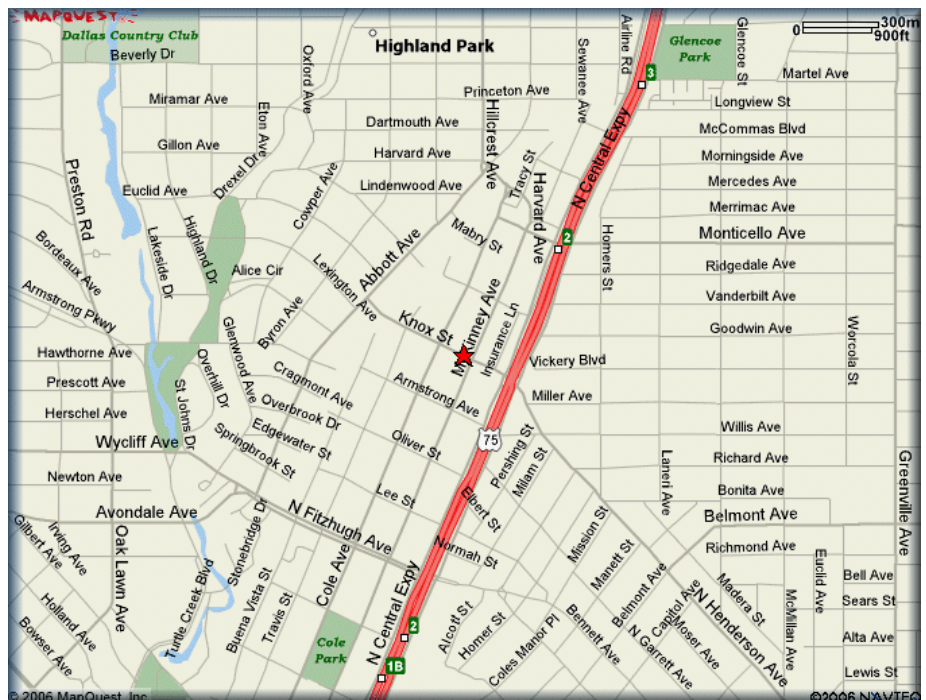 MAPQUEST
300m
900ft
Dallas Country Club
Beverly Dr
Highland Park
Oxford Ave
Sewanee Ave
Airline Rd
Glencoe
Park
Glencoe St
3
Martel Ave
Miramar Ave
Eton Ave
Princeton Ave
Hillcrest Ave
Longview St
Dartmouth Ave
N Central Expy
McCommas Blvd
Gillon Ave
Harvard Ave
Tracy St
Morningside Ave
Preston Rd
Euclid Ave
Drexel Dr
Cowper Ave
Lindenwood Ave
Harvard Ave
Mercedes Ave
Merrimac Ave
Bordeaux Ave
Lakeside Dr
Highland Dr
Abbott Ave
Mabry St
2
Homers St
Monticello Ave
Alice Cir
Lexington Ave
Ridgedale Ave
Armstrong Pkwy
Byron Ave
Knox St
McKinney Ave
Insurance Ln
Vanderbilt Ave
Goodwin Ave
Worcola St
Hawthorne Ave
Glenwood Ave
Overhill Dr
Vickery Blvd
Prescott Ave
St Johns Dr
Cragmont Ave
Armstrong Ave
Miller Ave
Herschel Ave
Overbrook Dr
Wycliff Ave
Edgewater St
Springbrook St
Oliver St
75
Pershing St
Milam St
Willis Ave
Richard Ave
Laneri Ave
Greenville Ave
Newton Ave
Lee St
Elbert St
Bonita Ave
Avondale Ave
Stonebridge Dr
N Fitzhugh Ave
Belmont Ave
Gilbert Ave
Irving Ave
Oak Lawn Ave
Cole Ave
Normah St
Mission St
Manett St
Richmond Ave
Euclid Ave
Bell Ave
Holland Ave
Bowser Ave
Turtle Creek Blvd
Buena Vista St
Travis St
N Central Expy
2
Alcott St
Homer St
Coles Manor Pl
Bennett Ave
Belmont Ave
N Garrett Ave
Capitol Ave
Moser Ave
N Henderson Ave
Madera St
McMillan Ave
Sears St
Alta Ave
Cole
Park
1B
Lewis St
© 2006 MapQuest, Inc
©2006 NAVTEQ